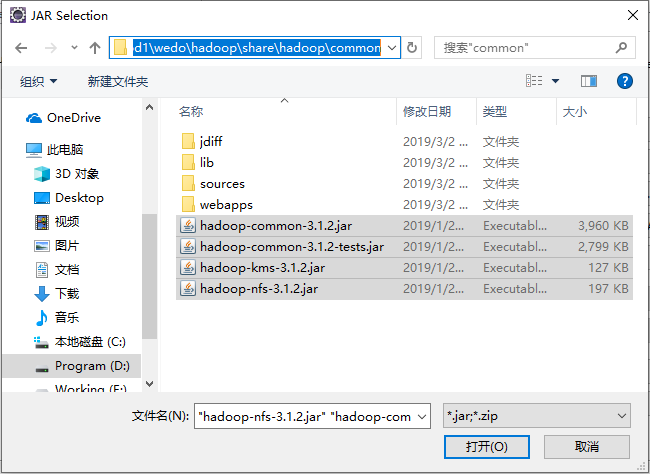 JAR Selection
d1\wedo\hadoop\share\hadoop\common
搜索"common"
组织
新建文件夹
名称 修改日期 类型 大小
OneDrive
此电脑
3D 对象
Desktop
视频
图片
文档
下载
音乐
本地磁盘 (C:)
Program (D:)
Working (E:)
jdiff 2019/3/2 ... 文件夹
lib 2019/3/2 ... 文件夹
sources 2019/3/2 ... 文件夹
webapps 2019/3/2 ... 文件夹
hadoop-common-3.1.2.jar 2019/1/2... Executabl... 3,960 KB
hadoop-common-3.1.2-tests.jar 2019/1/2... Executabl... 2,799 KB
hadoop-kms-3.1.2.jar 2019/1/2... Executabl... 127 KB
hadoop-nfs-3.1.2.jar 2019/1/2... Executabl... 197 KB
文件名(N): "hadoop-nfs-3.1.2.jar" "hadoop-com
*.jar;*.zip
打开(O)
取消